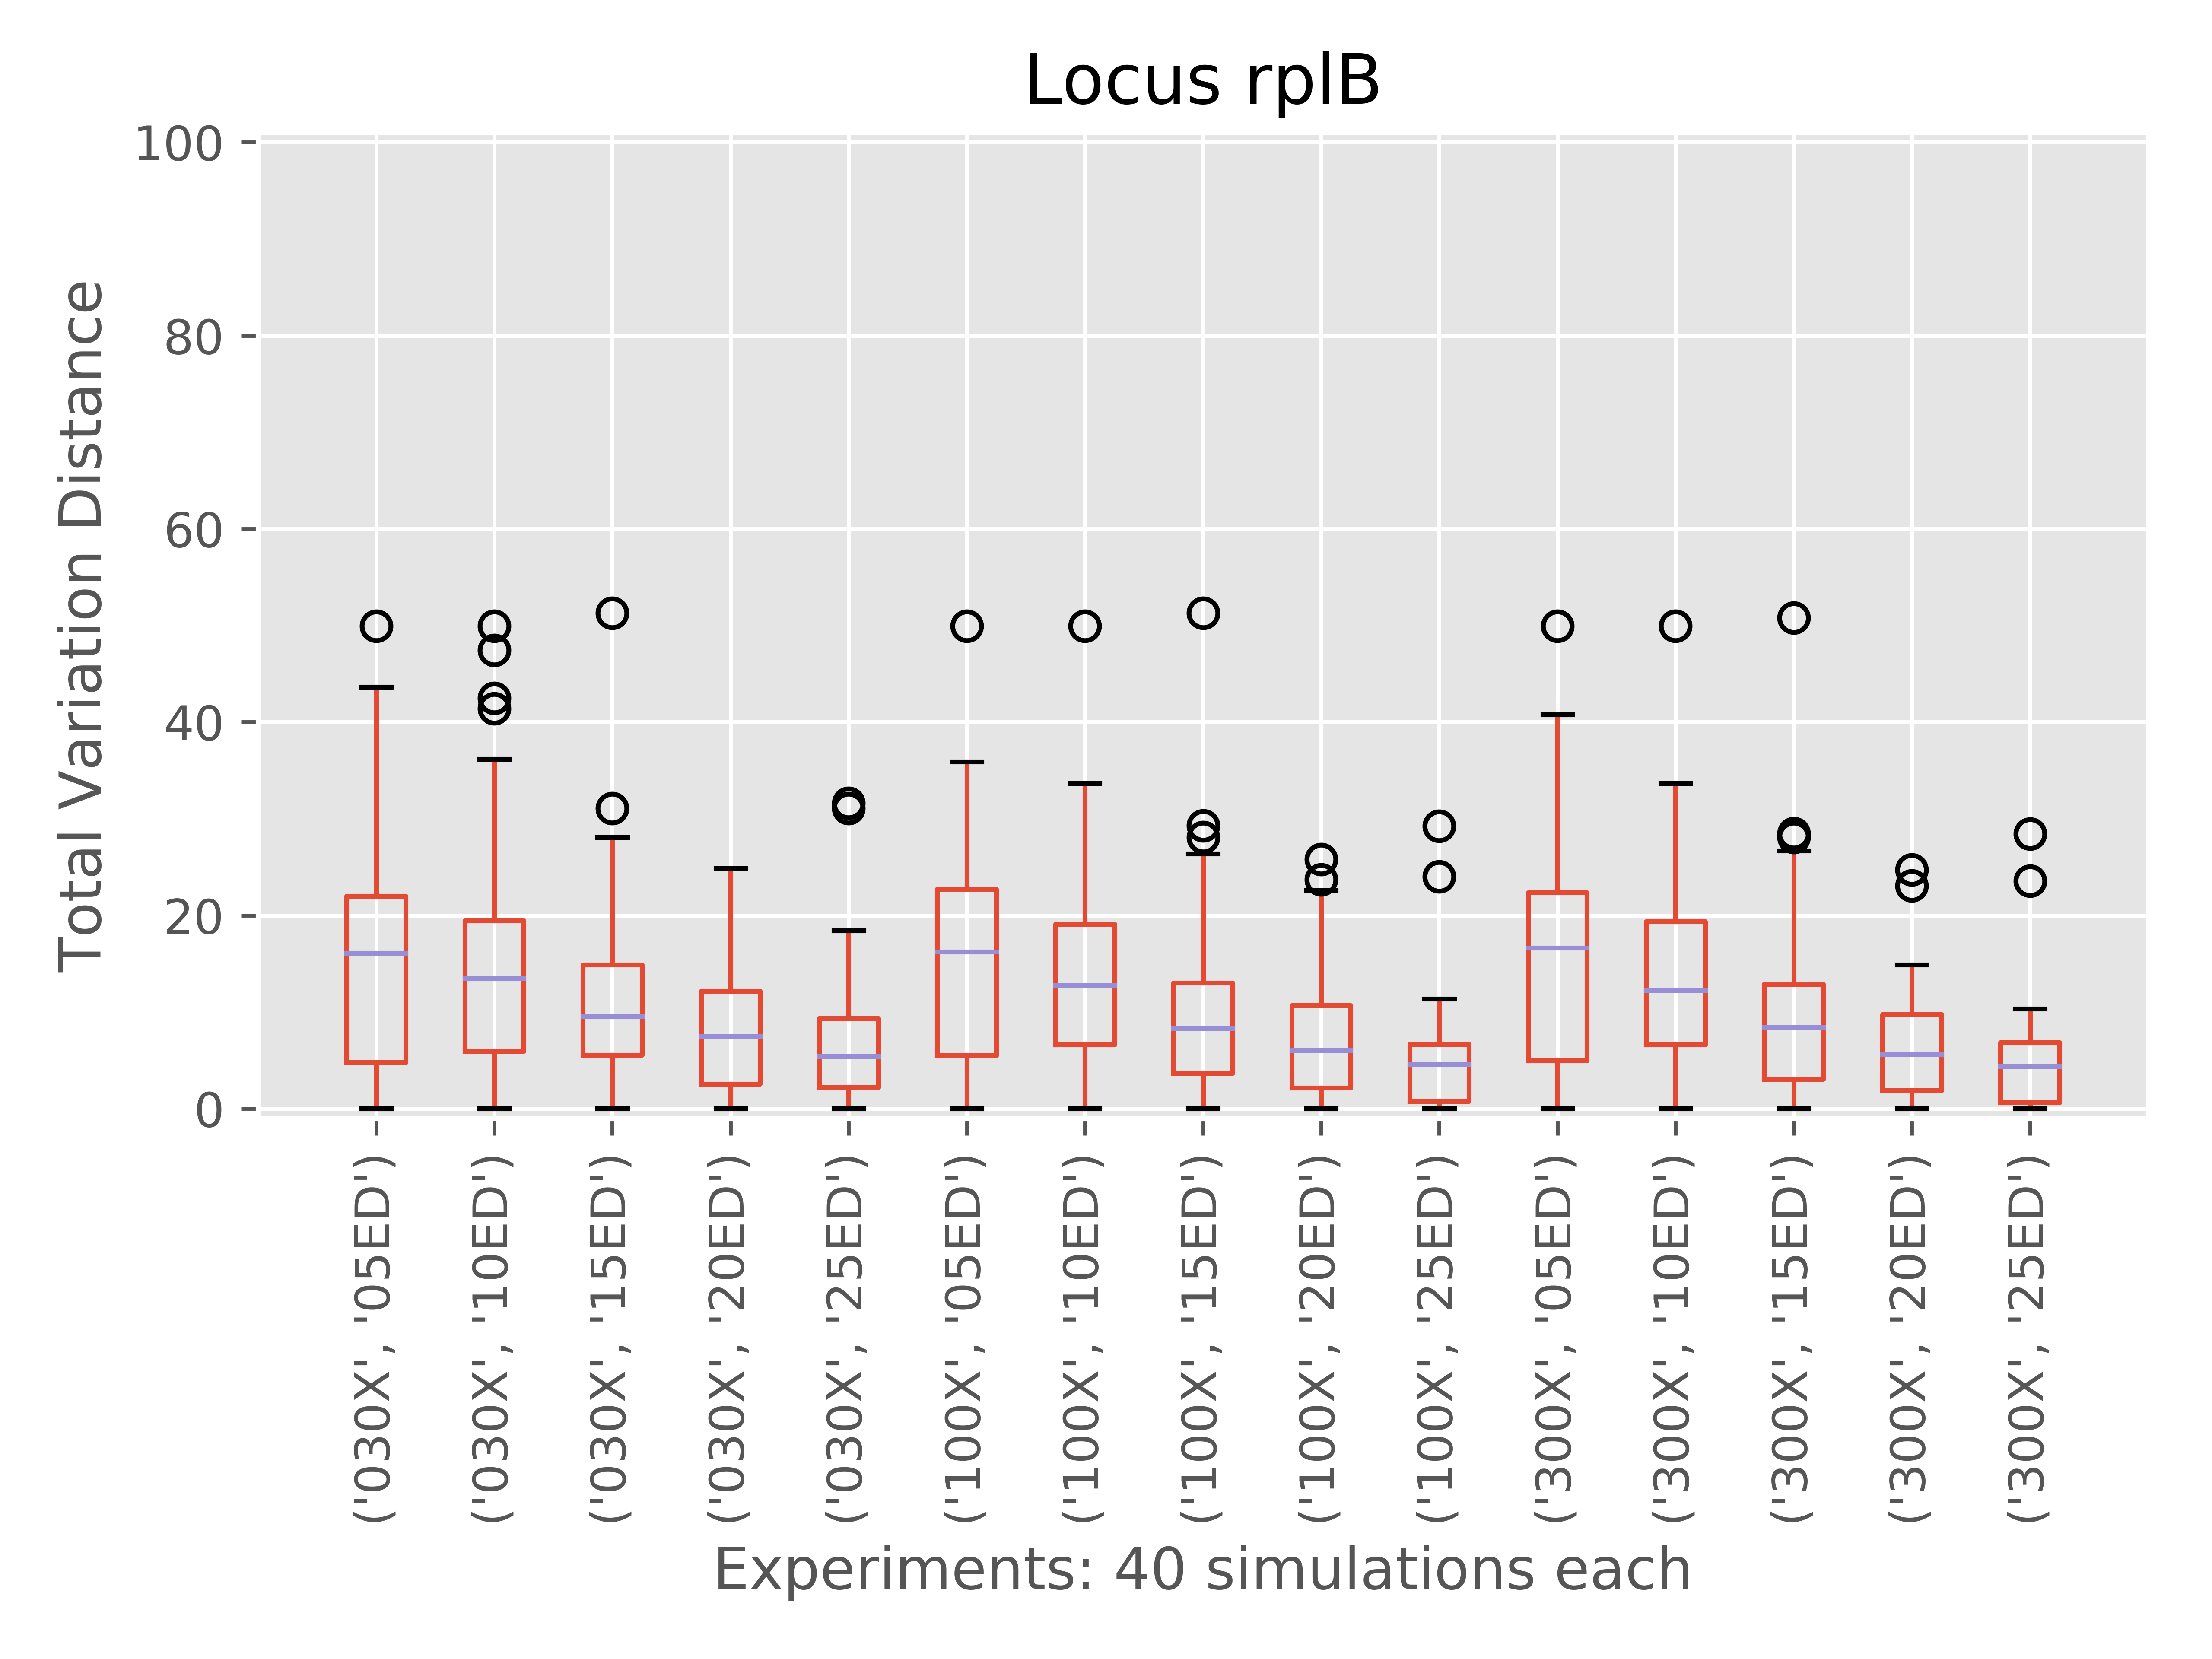 Locus rplB
Total Variation Distance
100
80
60
40
20
0
('030X', '05ED')
('030X', '10ED')
('030X', '15ED')
('030X', '20ED')
('030X', '25ED')
('100X', '05ED')
('100X', '10ED')
('100X', '15ED')
('100X', '20ED')
('100X', '25ED')
('300X', '05ED')
('300X', '10ED')
('300X', '15ED')
('300X', '20ED')
('300X', '25ED')
Experiments: 40 simulations each